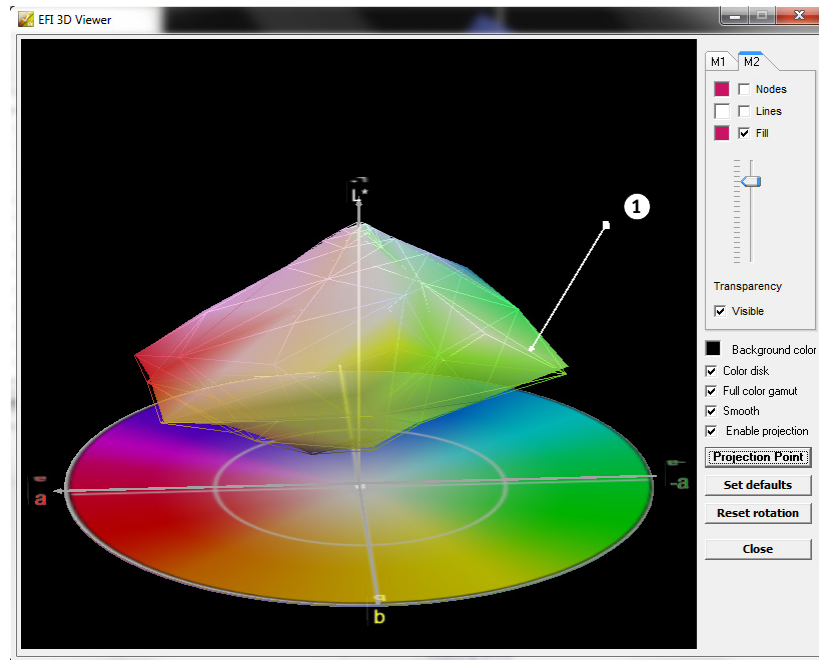 EFI 3D Viewer
M1 M2
Nodes
Lines
Fill
Transparency
Visible
Background color
Color disk
Full color gamut
Smooth
Enable projection
Projection Point
Set defaults
Reset rotation
Close
L*
1
a
-a
b